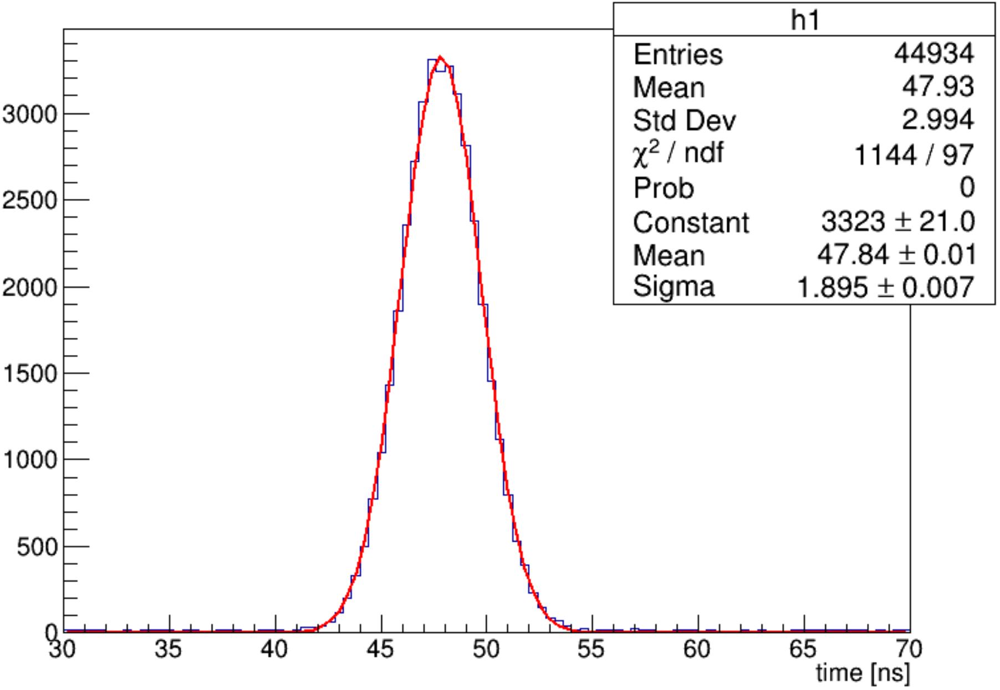 h1
Entries 44934
Mean 47.93
Std Dev 2.994
χ² / ndf 1144 / 97
Prob 0
Constant 3323 ± 21.0
Mean 47.84 ± 0.01
Sigma 1.895 ± 0.007
3000
2500
2000
1500
1000
500
0
30 35 40 45 50 55 60 65 70
time [ns]